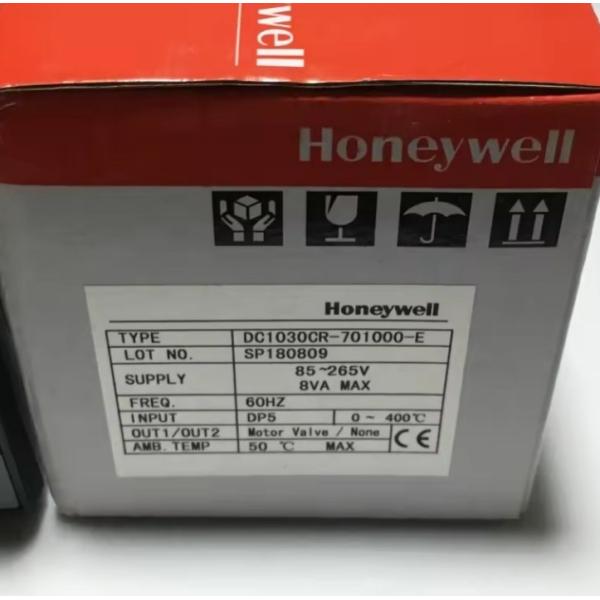 well
Honeywell
Honeywell
TYPE DC1030CR-701000-E
LOT NO. SP180809
SUPPLY 85~265V
8VA MAX
FREQ. 60HZ
INPUT DP5 0 ~ 400℃
OUT1/OUT2 Motor Valve / None
CE
AMB. TEMP 50 ℃ MAX